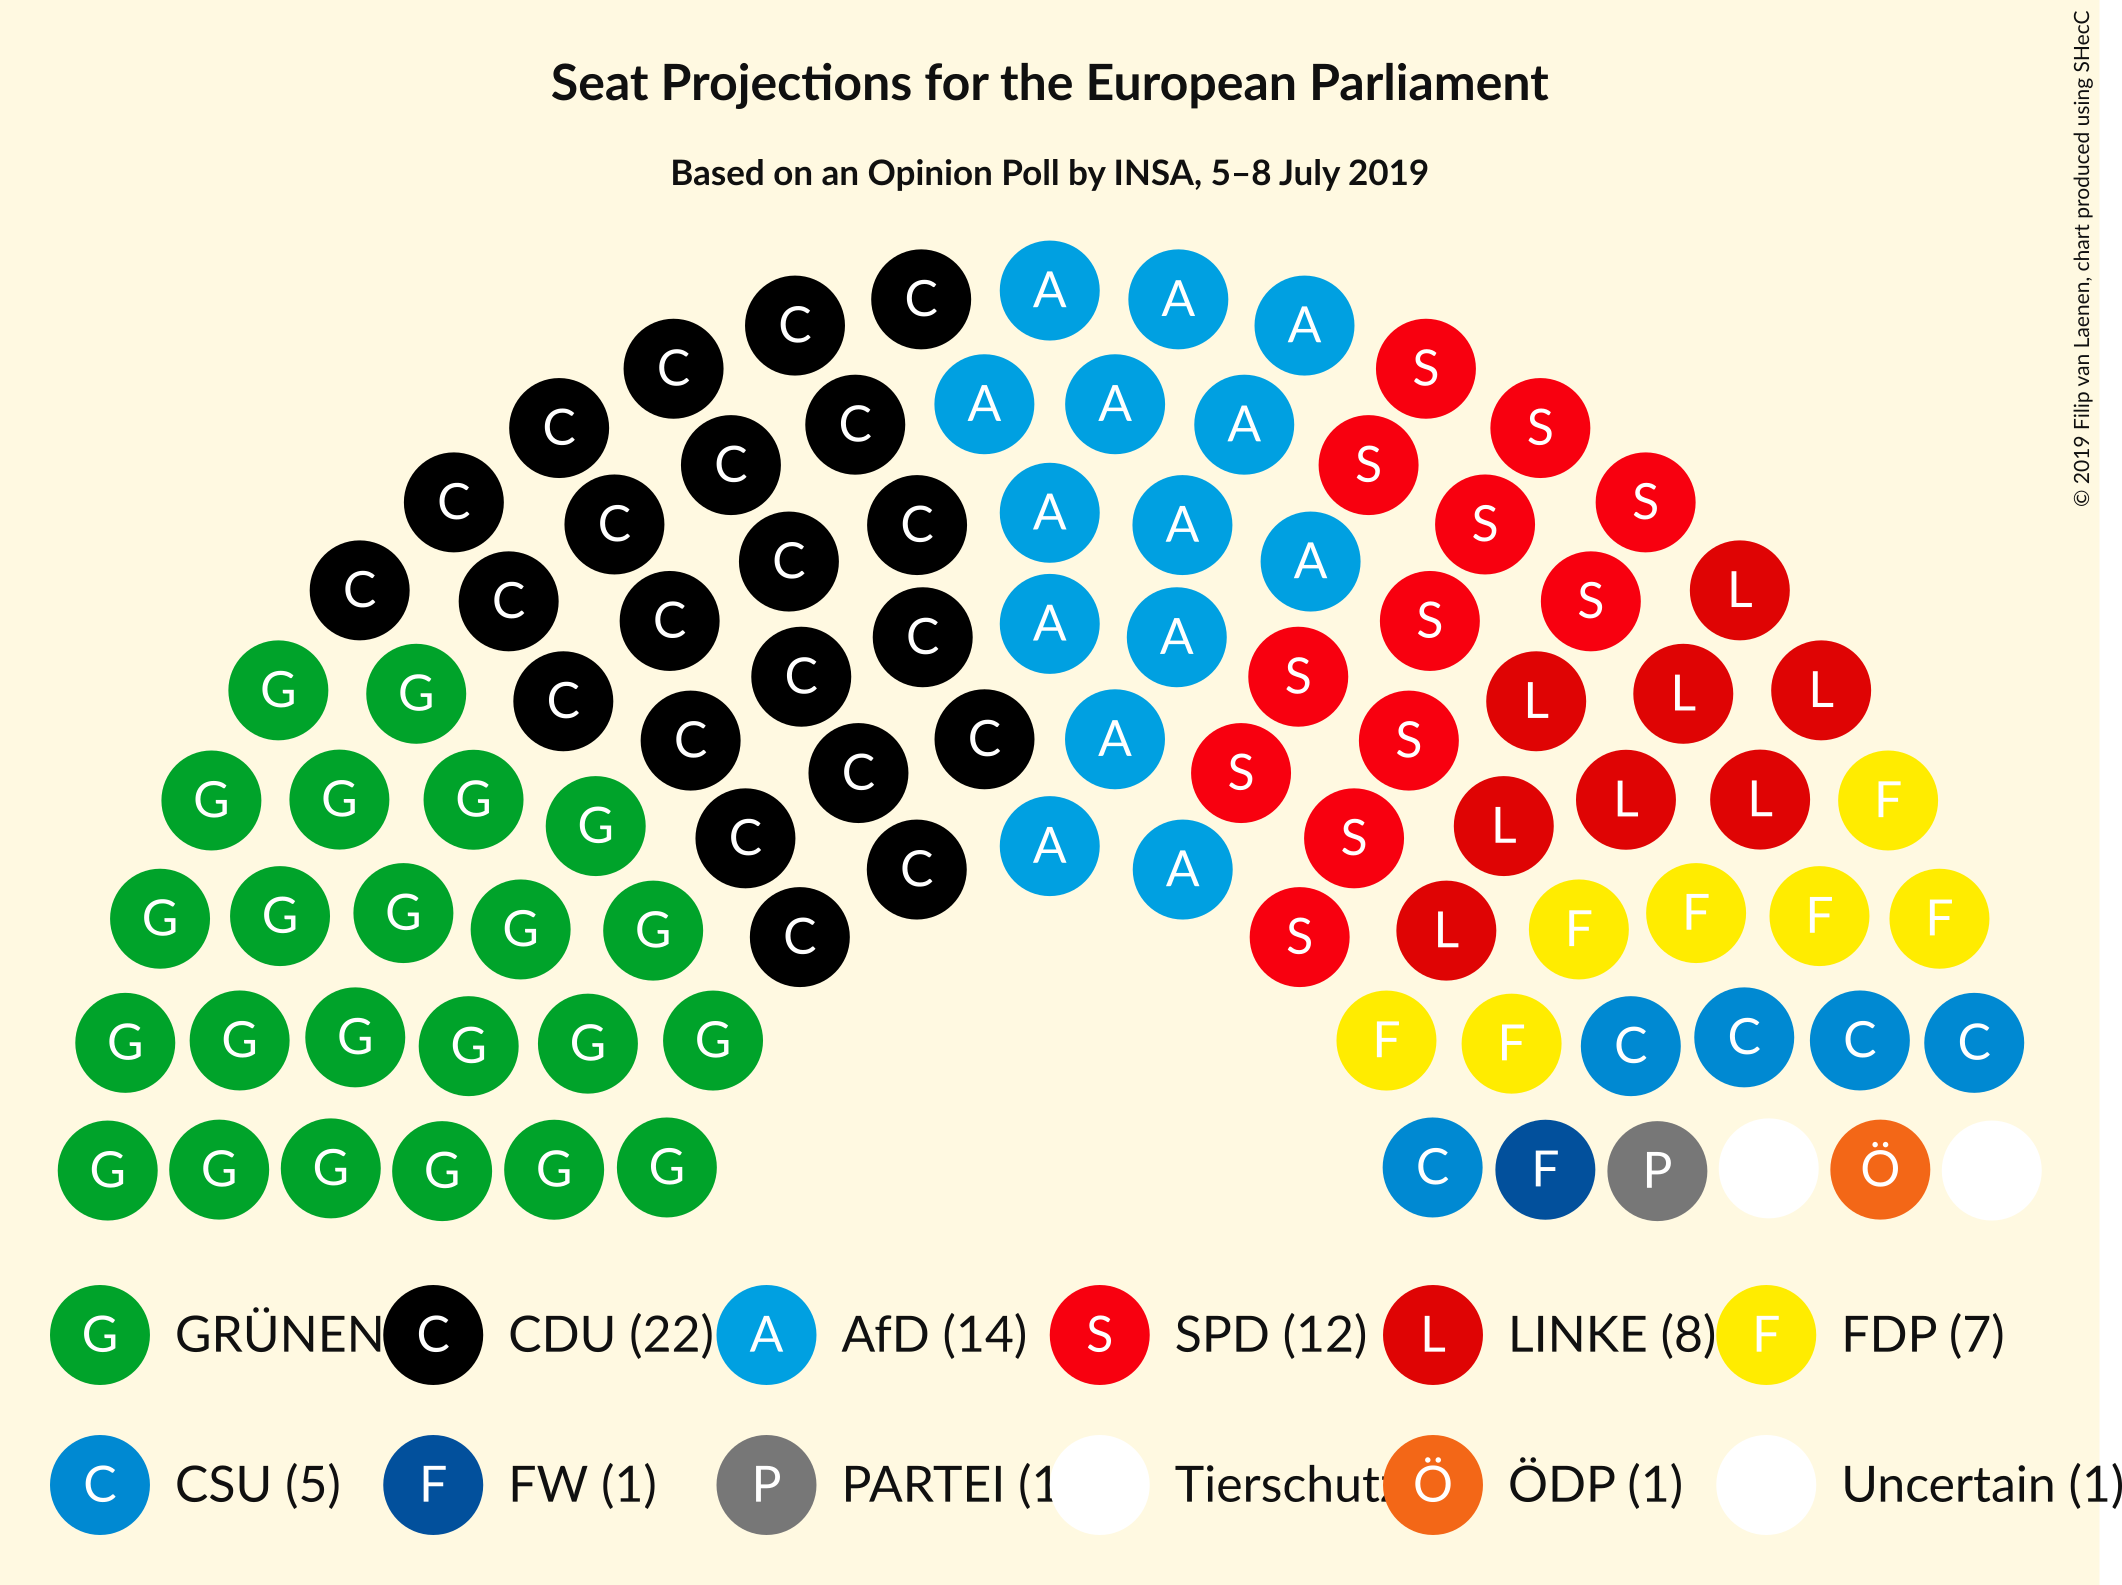 Seat Projections for the European Parliament
Based on an Opinion Poll by INSA, 5–8 July 2019
© 2019 Filip van Laenen, chart produced using SHecC
C A A A
C S
C A A A S
C C S
C C A A A S S
C C C A A S S L
G G C C C S S L L L
G G G G C C C A S S L L L F
C A A
G G G G G C S L F F F F
G G G G G G F F C C C C
G G G G G G C F P Ö
G GRÜNEN C CDU (22) A AfD (14) S SPD (12) L LINKE (8) F FDP (7)
C CSU (5) F FW (1) P PARTEI (1 Tierschutz Ö ÖDP (1) Uncertain (1)